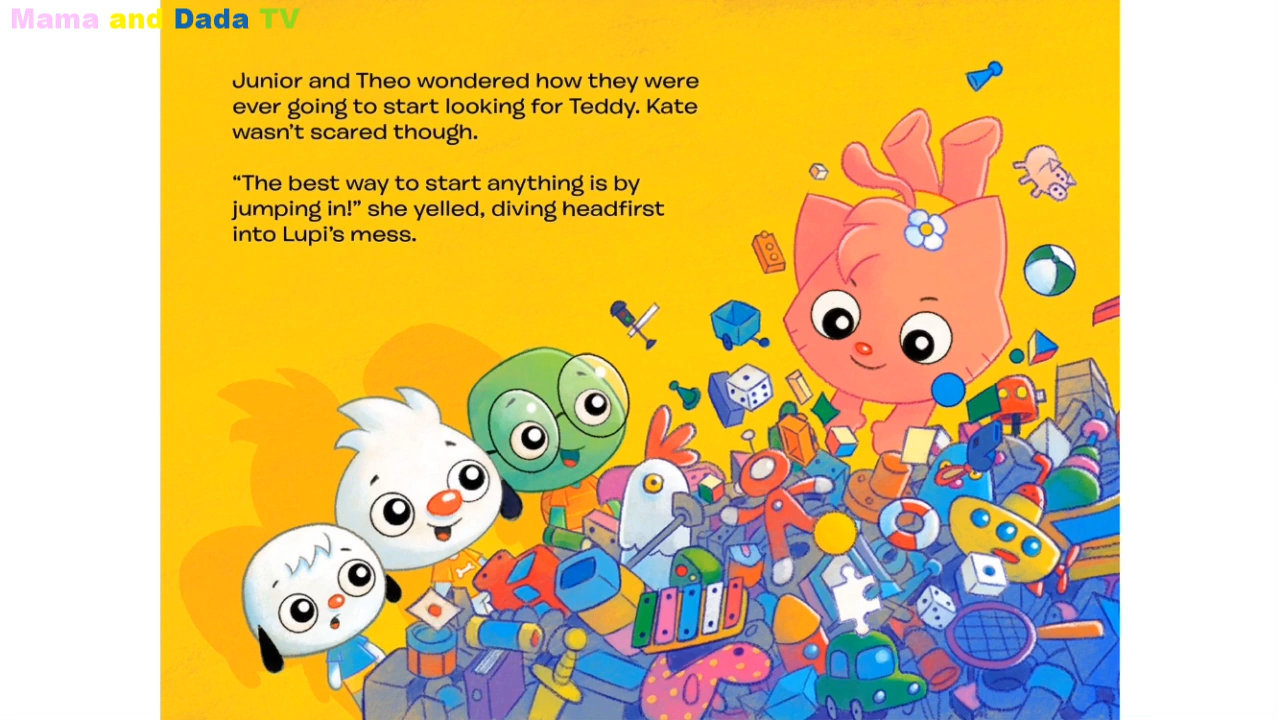 Mama and Dada TV
Junior and Theo wondered how they were
ever going to start looking for Teddy. Kate
wasn’t scared though.
“The best way to start anything is by
jumping in!” she yelled, diving headfirst
into Lupi’s mess.